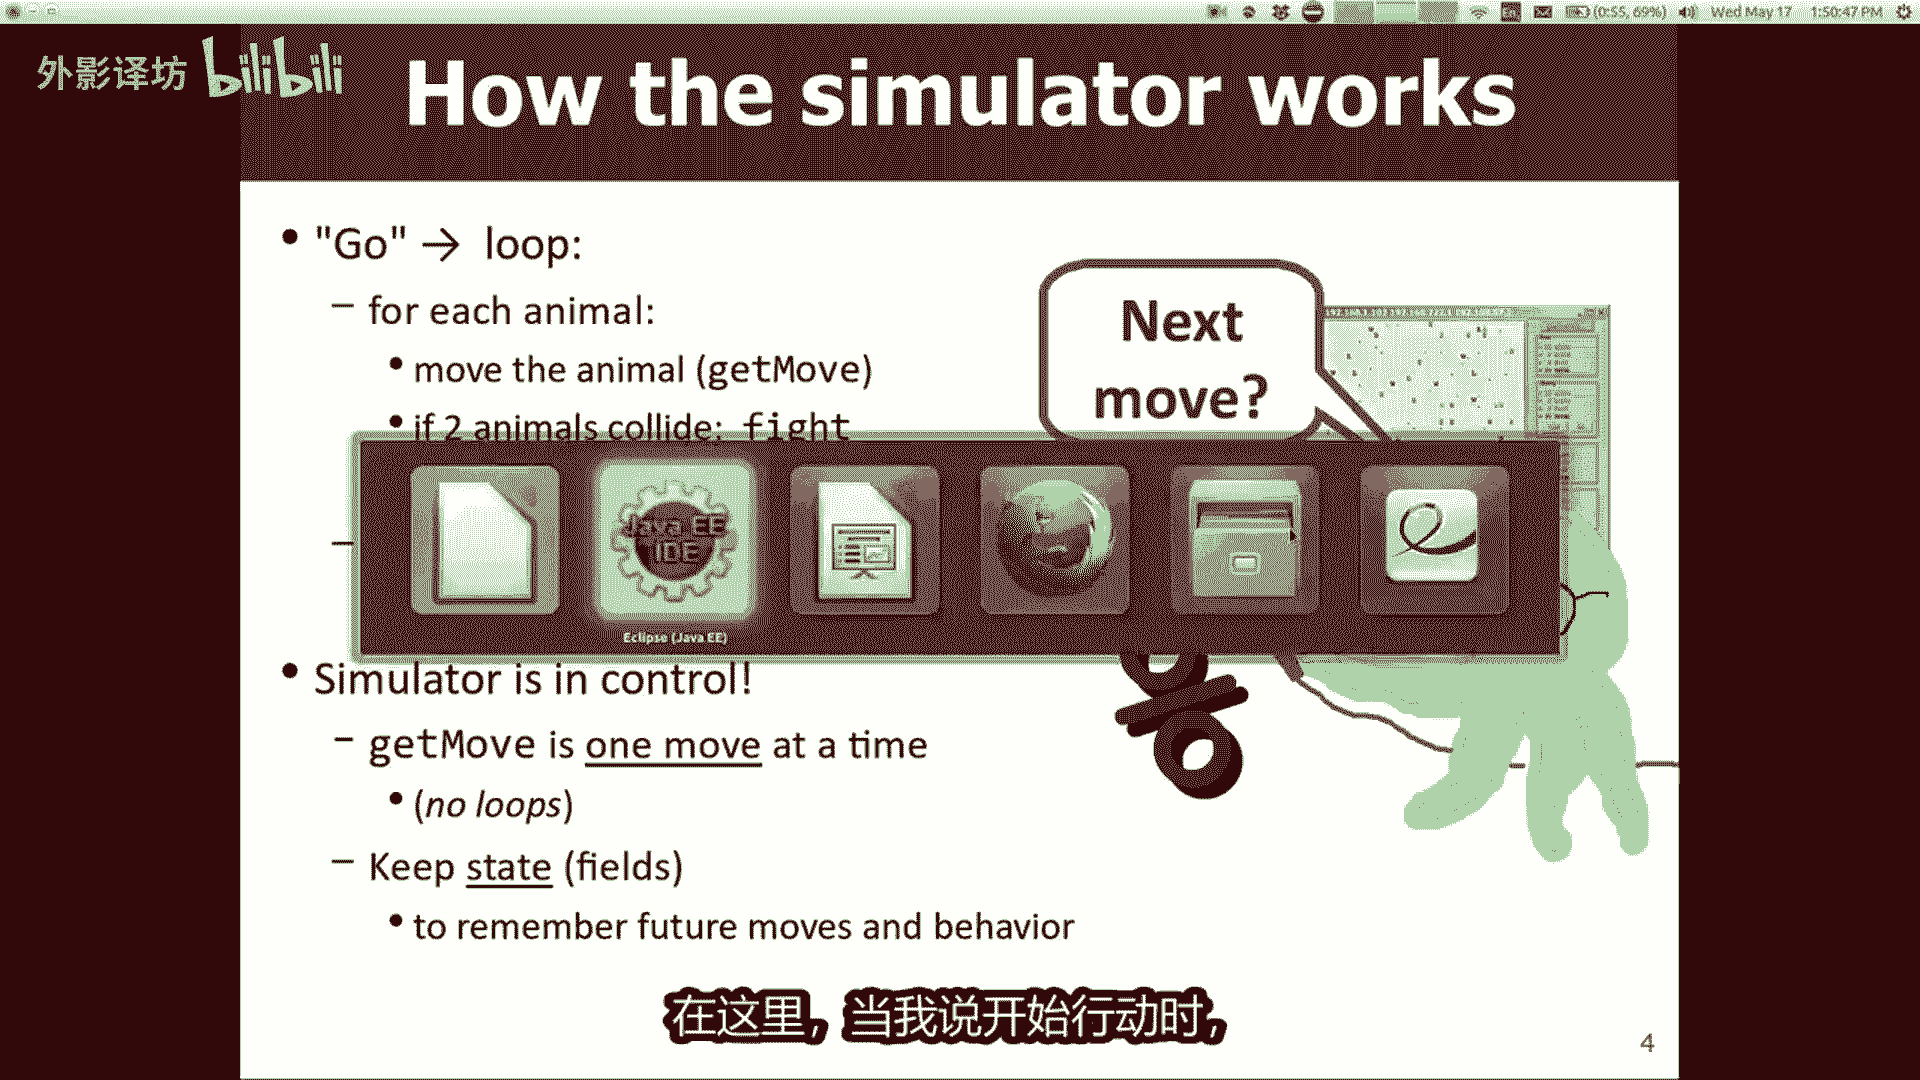 En (0:55, 69%) Wed May 17 1:50:47 PM
外影译坊 bilibili
How the simulator works
• "Go" → loop:
– for each animal:
• move the animal (getMove)
• if 2 animals collide: fight
Next
move?
–
Java EE
IDE
Eclipse (Java EE)
%
• Simulator is in control!
– getMove is one move at a time
• (no loops)
– Keep state (fields)
• to remember future moves and behavior
在这里，当我说开始行动时，
4